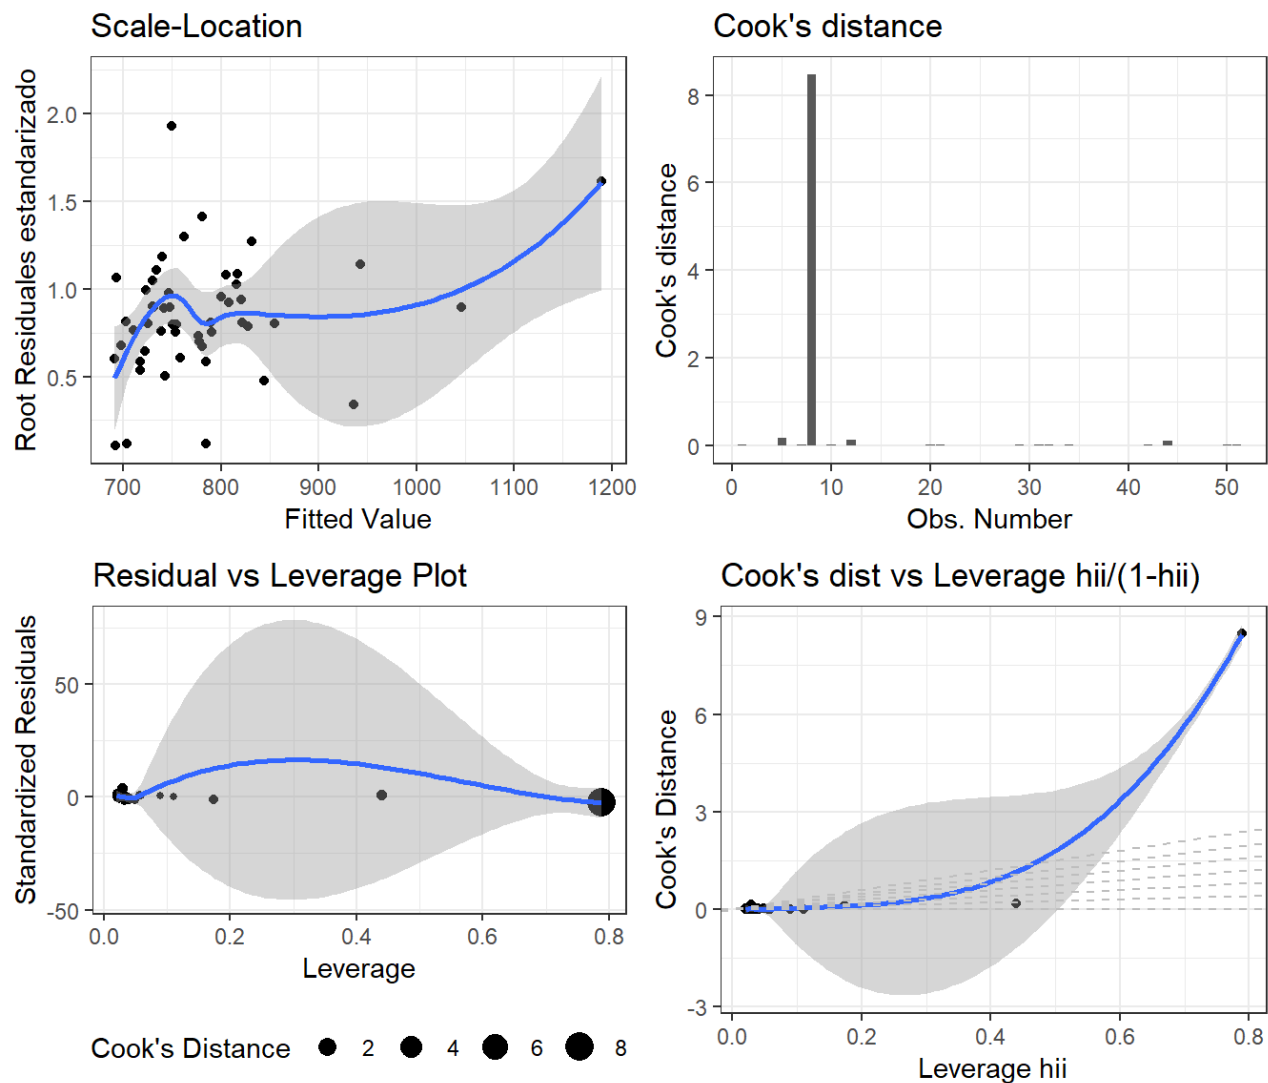 Scale-Location
Root Residuales estandarizado
2.0
1.5
1.0
0.5
700 800 900 1000 1100 1200
Fitted Value
Cook's distance
Cook's distance
8
6
4
2
0
0 10 20 30 40 50
Obs. Number
Residual vs Leverage Plot
Standardized Residuals
50
0
-50
0.0 0.2 0.4 0.6 0.8
Leverage
Cook's Distance 2 4 6 8
Cook's dist vs Leverage hii/(1-hii)
Cook's Distance
9
6
3
0
-3
0.0 0.2 0.4 0.6 0.8
Leverage hii